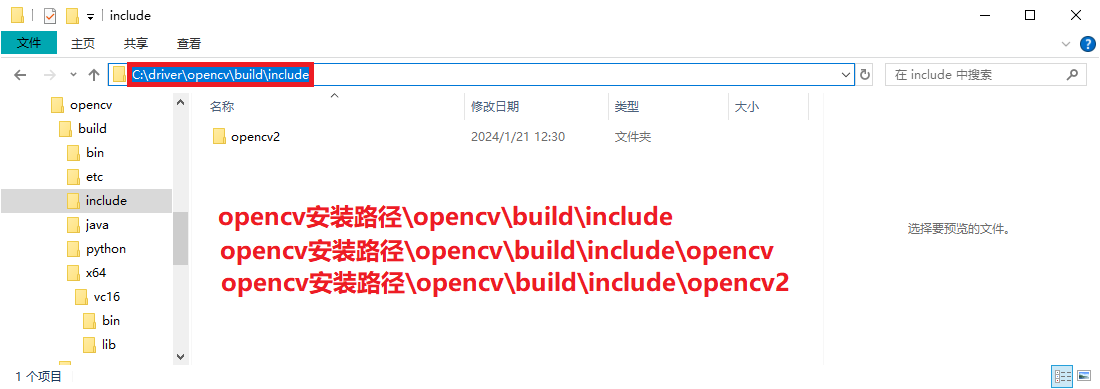 include
文件
主页
共享
查看
C:\driver\opencv\build\include
在 include 中搜索
opencv
build
bin
etc
include
java
python
x64
vc16
bin
lib
名称
修改日期
类型
大小
opencv2
2024/1/21 12:30
文件夹
opencv安装路径\opencv\build\include
opencv安装路径\opencv\build\include\opencv
opencv安装路径\opencv\build\include\opencv2
选择要预览的文件。
1 个项目